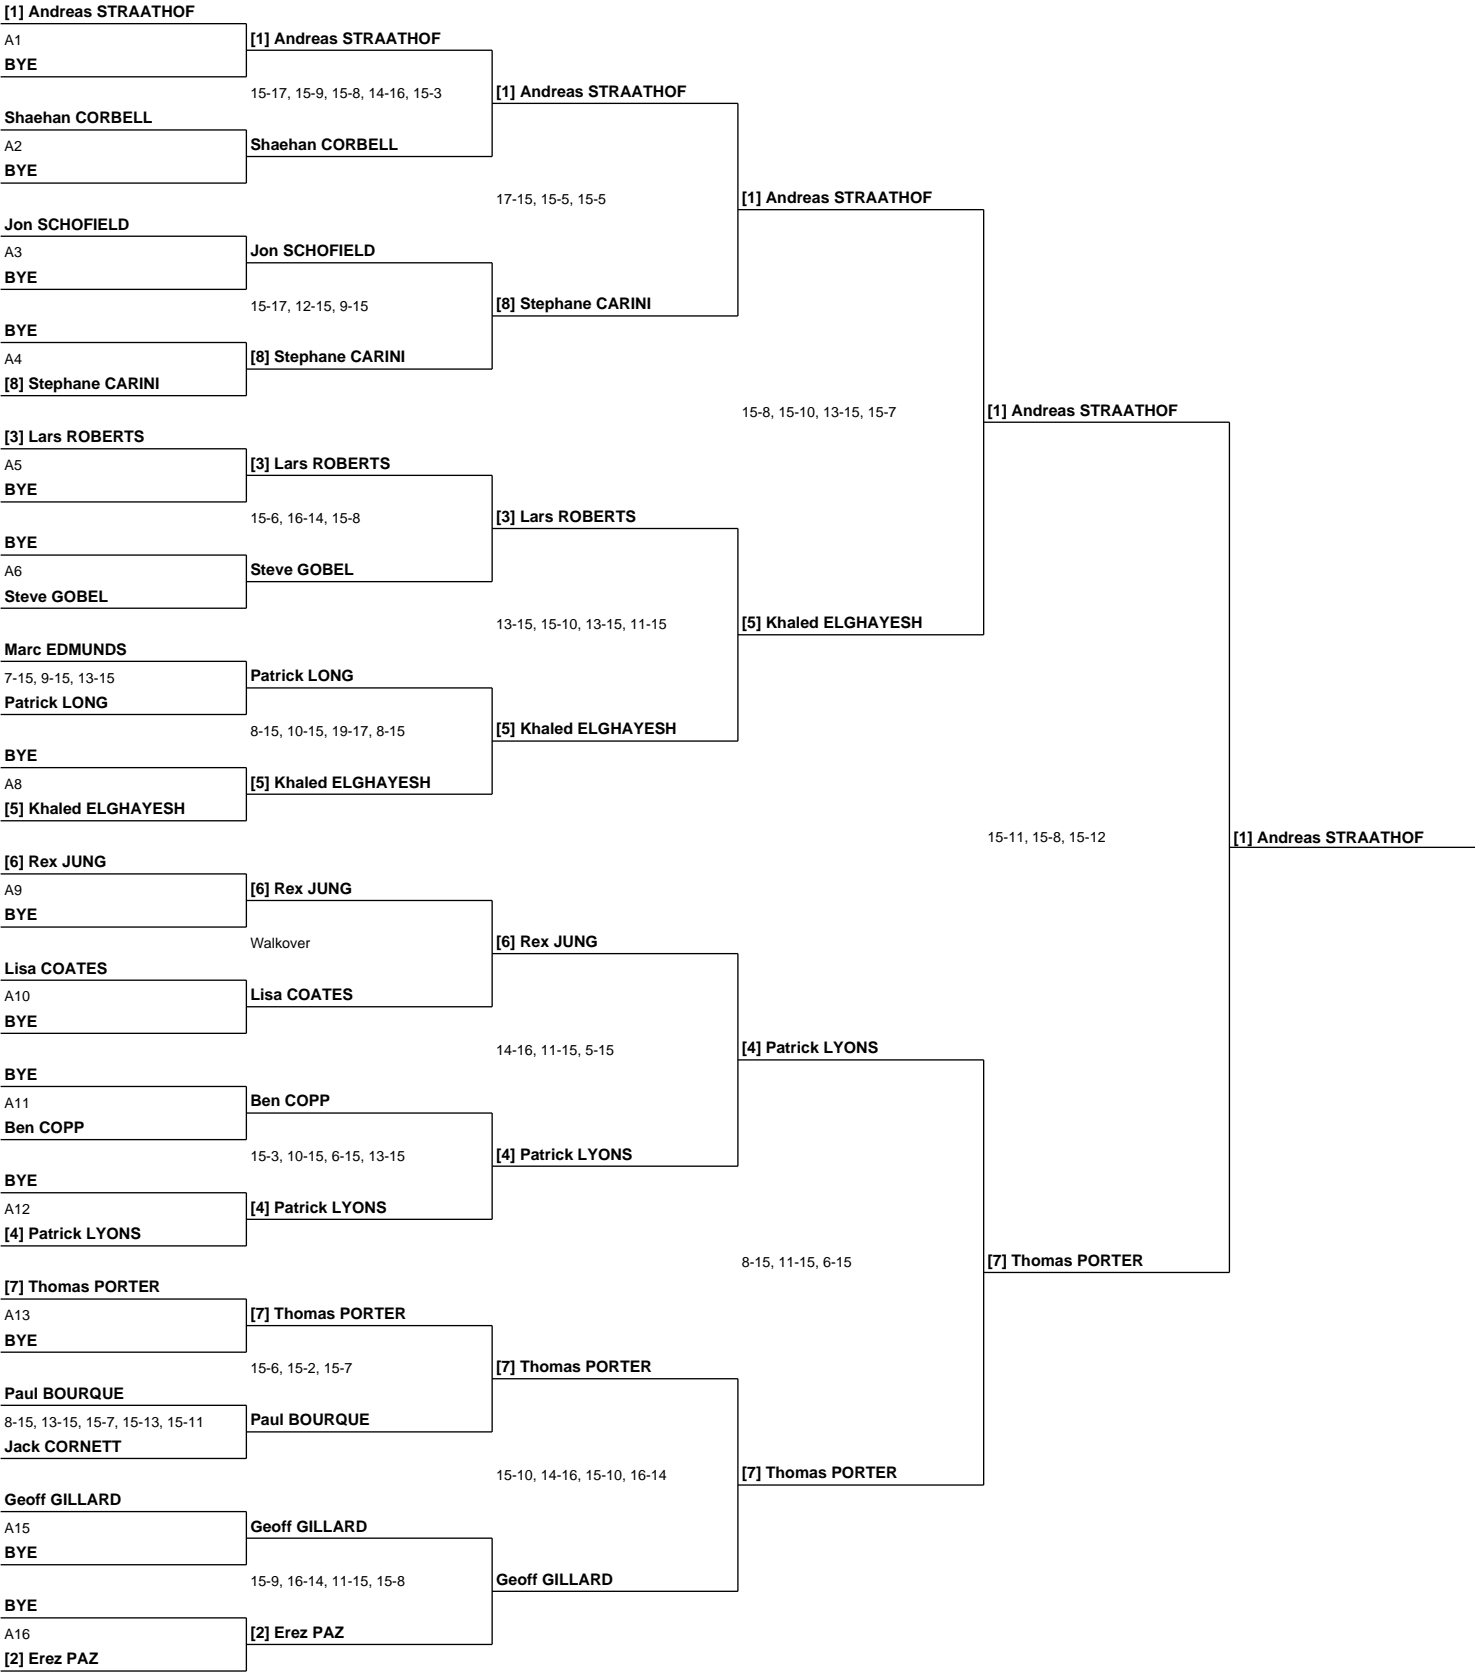 [1] Andreas STRAATHOF
A1
BYE
Shaehan CORBELL
A2
BYE
Jon SCHOFIELD
A3
BYE
BYE
A4
[8] Stephane CARINI
[3] Lars ROBERTS
A5
BYE
BYE
A6
Steve GOBEL
Marc EDMUNDS
7-15, 9-15, 13-15
Patrick LONG
BYE
A8
[5] Khaled ELGHAYESH
[6] Rex JUNG
A9
BYE
Lisa COATES
A10
BYE
BYE
A11
Ben COPP
BYE
A12
[4] Patrick LYONS
[7] Thomas PORTER
A13
BYE
Paul BOURQUE
8-15, 13-15, 15-7, 15-13, 15-11
Jack CORNETT
Geoff GILLARD
A15
BYE
BYE
A16
[2] Erez PAZ
[1] Andreas STRAATHOF
15-17, 15-9, 15-8, 14-16, 15-3
Shaehan CORBELL
Jon SCHOFIELD
15-17, 12-15, 9-15
[8] Stephane CARINI
[3] Lars ROBERTS
15-6, 16-14, 15-8
Steve GOBEL
Patrick LONG
8-15, 10-15, 19-17, 8-15
[5] Khaled ELGHAYESH
[6] Rex JUNG
Walkover
Lisa COATES
Ben COPP
15-3, 10-15, 6-15, 13-15
[4] Patrick LYONS
[7] Thomas PORTER
15-6, 15-2, 15-7
Paul BOURQUE
Geoff GILLARD
15-9, 16-14, 11-15, 15-8
[2] Erez PAZ
[1] Andreas STRAATHOF
17-15, 15-5, 15-5
[8] Stephane CARINI
[3] Lars ROBERTS
13-15, 15-10, 13-15, 11-15
[5] Khaled ELGHAYESH
[6] Rex JUNG
14-16, 11-15, 5-15
[4] Patrick LYONS
[7] Thomas PORTER
15-10, 14-16, 15-10, 16-14
Geoff GILLARD
[1] Andreas STRAATHOF
15-8, 15-10, 13-15, 15-7
[5] Khaled ELGHAYESH
[4] Patrick LYONS
8-15, 11-15, 6-15
[7] Thomas PORTER
[1] Andreas STRAATHOF
15-11, 15-8, 15-12
[7] Thomas PORTER
[1] Andreas STRAATHOF